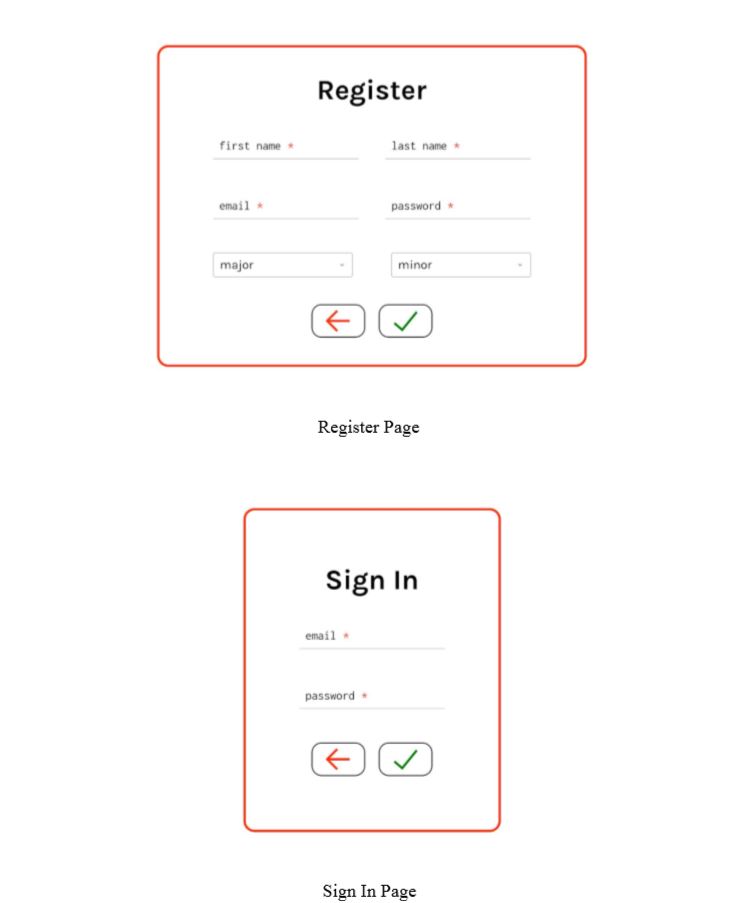 Register
first name * last name *
email * password *
major minor
Register Page
Sign In
email *
password *
Sign In Page